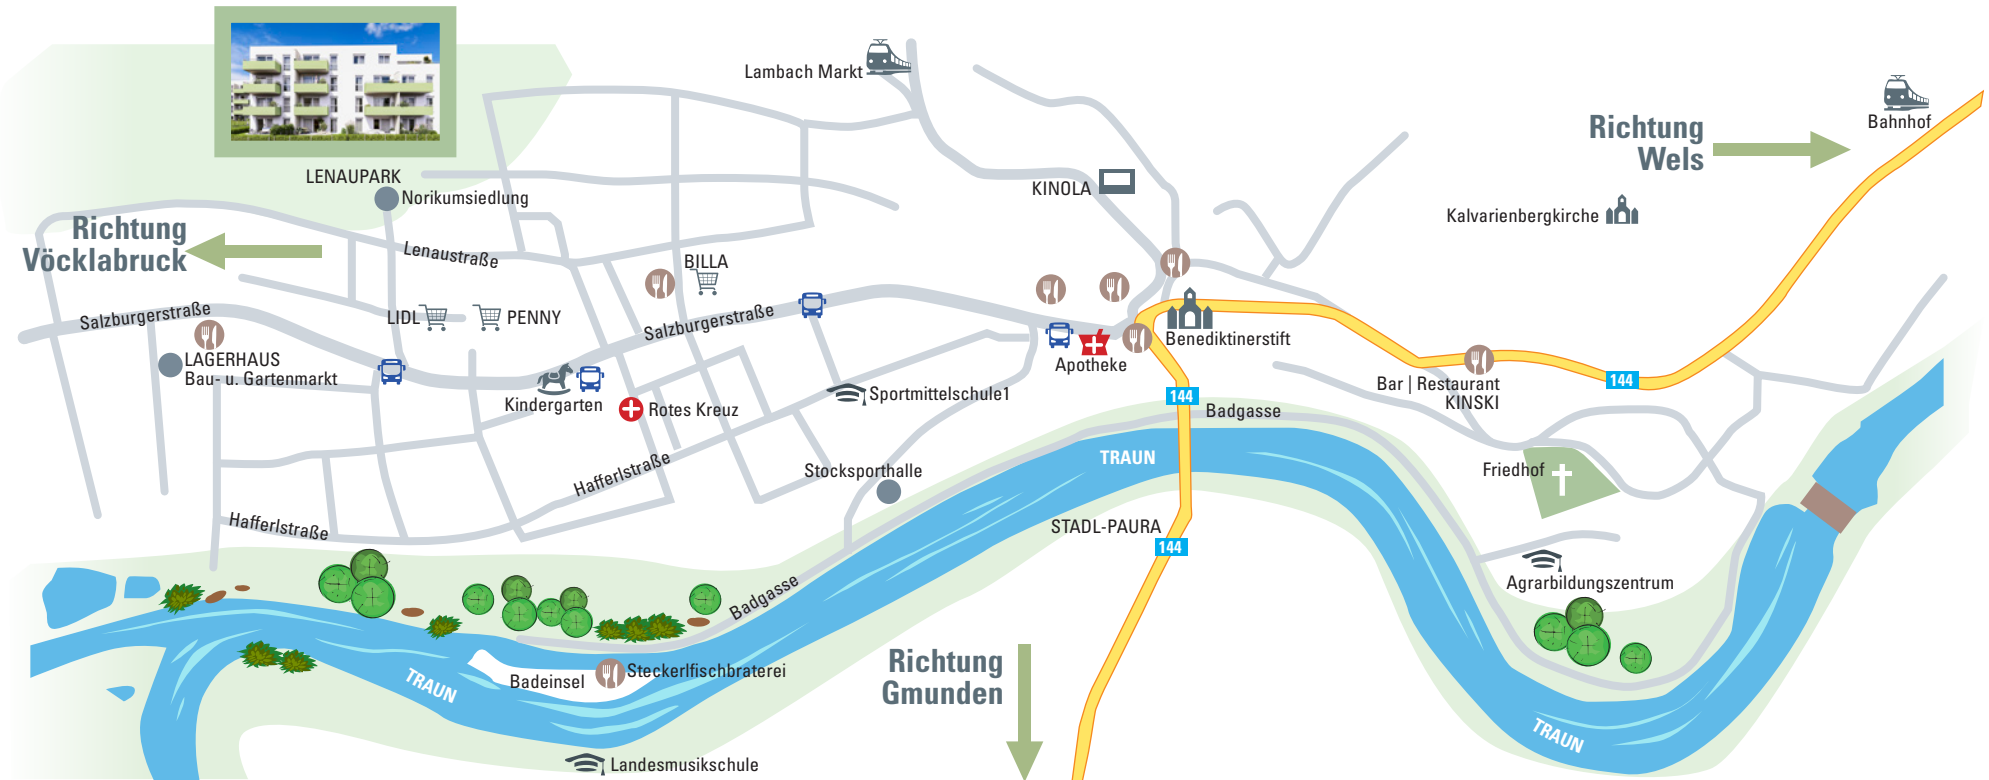 Lambach Markt
Bahnhof
Richtung
Wels
LENAUPARK
Norikumsiedlung
KINOLA
Kalvarienbergkirche
Richtung
Vöcklabruck
Lenaustraße
BILLA
Salzburgerstraße
LIDL
PENNY
Salzburgerstraße
LAGERHAUS
Bau- u. Gartenmarkt
Benediktinerstift
Apotheke
Bar | Restaurant
KINSKI
144
144
Kindergarten
Rotes Kreuz
Sportmittelschule1
Badgasse
TRAUN
Stocksporthalle
Hafferlstraße
Friedhof
Hafferlstraße
STADL-PAURA
144
Agrarbildungszentrum
Badgasse
Richtung
Gmunden
Badeinsel
Steckerlfischbraterei
TRAUN
TRAUN
Landesmusikschule